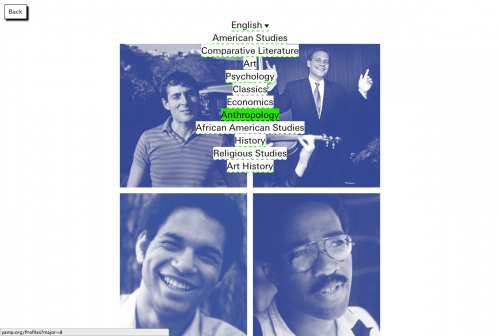 Back
English ▾
American Studies
Comparative Literature
Art
Psychology
Classics
Economics
Anthropology
African American Studies
History
Religious Studies
Art History
yamp.org/Profiles?major=8